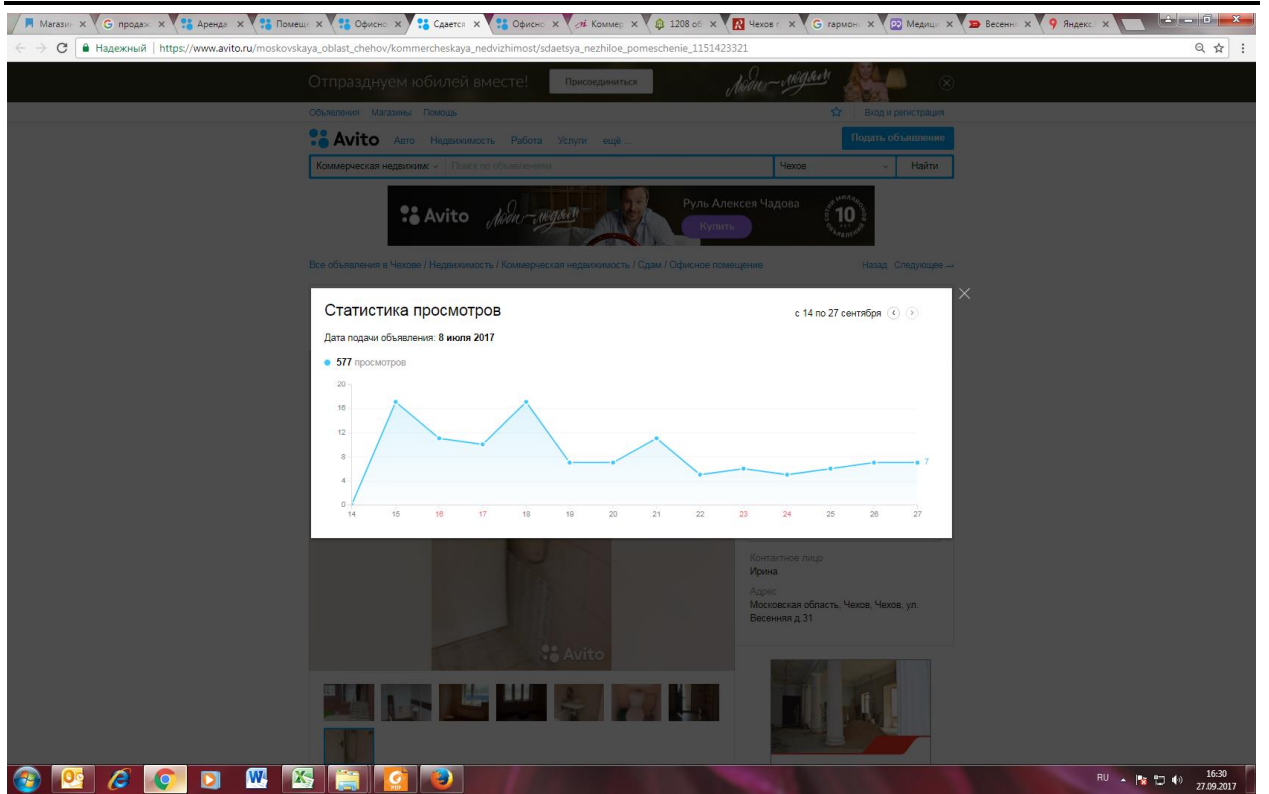 Магазин Google продаж Аренда Помещ Офисно Сдается Офисно Коммер 1208 об Чехов г гармон Медици Весенн Яндекс.
Надежный | https://www.avito.ru/moskovskaya_oblast_chehov/kommercheskaya_nedvizhimost/sdaetsya_nezhiloe_pomeschenie_1151423321
Отпразднуем юбилей вместе! Присоединиться Люди—людям
Объявления Магазины Помощь Вход и регистрация
Avito Авто Недвижимость Работа Услуги ещё ... Подать объявление
Коммерческая недвижим Поиск по объявлениям Чехов Найти
Avito Люди—людям Руль Алексея Чадова 10
Купить
Все объявления в Чехове / Недвижимость / Коммерческая недвижимость / Сдам / Офисное помещение Назад Следующее →
Статистика просмотров с 14 по 27 сентября
Дата подачи объявления: 8 июля 2017
577 просмотров
20
16
12
8
4
0
7
14 15 16 17 18 19 20 21 22 23 24 25 26 27
Контактное лицо
Ирина
Адрес
Московская область, Чехов, Чехов, ул.
Весенняя д.31
Avito
RU 16:30
27.09.2017